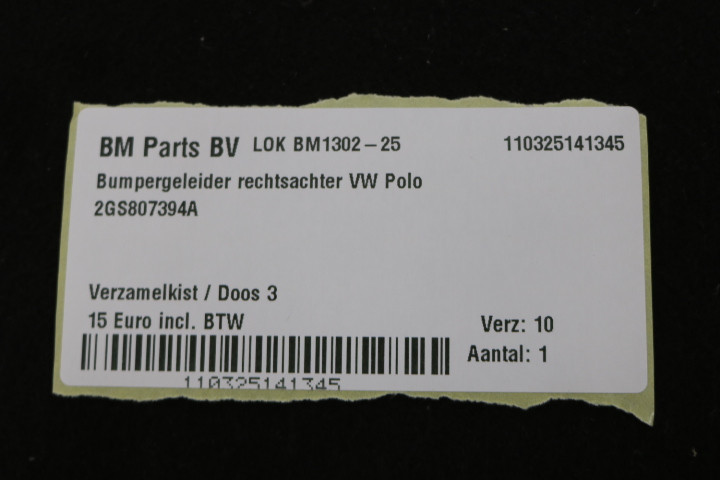 BM Parts BV LOK BM1302-25 110325141345
Bumpergeleider rechtsachter VW Polo
2GS807394A
Verzamelkist / Doos 3
15 Euro incl. BTW Verz: 10
Aantal: 1
110325141345